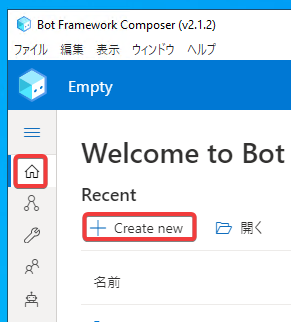 Bot Framework Composer (v2.1.2)
ファイル 編集 表示 ウィンドウ ヘルプ
Empty
Welcome to Bot
Recent
Create new 開く
名前